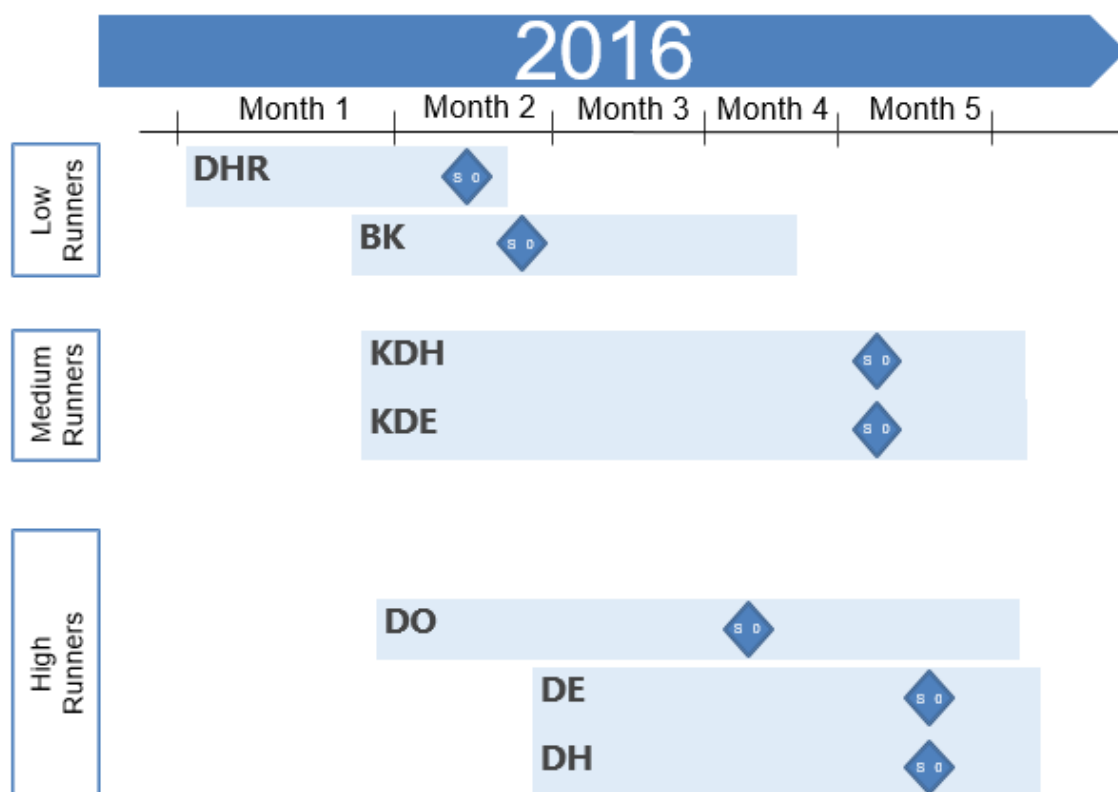 2016
Month 1 Month 2 Month 3 Month 4 Month 5
Low
Runners
DHR
S O
BK
S O
Medium
Runners
KDH
S O
KDE
S O
High
Runners
DO
S O
DE
S O
DH
S O